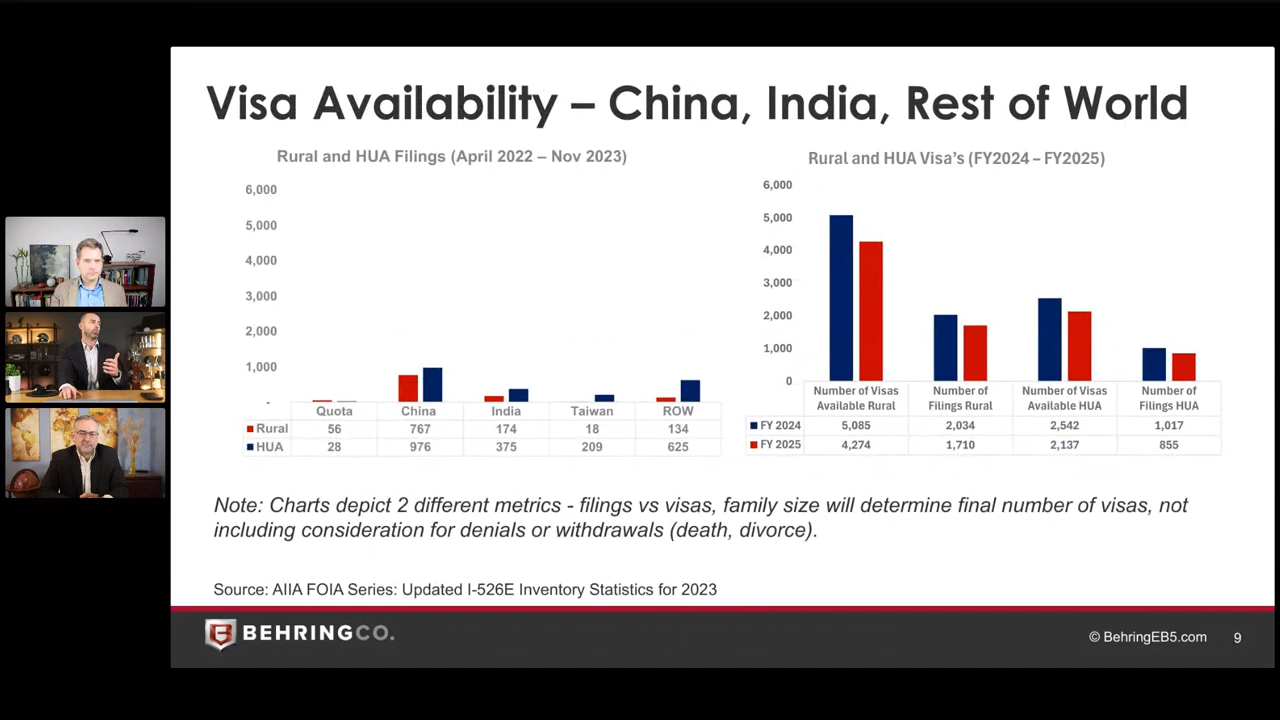 Visa Availability – China, India, Rest of World
Rural and HUA Filings (April 2022 – Nov 2023)
6,000
5,000
4,000
3,000
2,000
1,000
-
Quota China India Taiwan ROW
Rural 56 767 174 18 134
HUA 28 976 375 209 625
Rural and HUA Visa's (FY2024 – FY2025)
6,000
5,000
4,000
3,000
2,000
1,000
0
Number of Visas Number of Number of Visas Number of
Available Rural Filings Rural Available HUA Filings HUA
FY 2024 5,085 2,034 2,542 1,017
FY 2025 4,274 1,710 2,137 855
Note: Charts depict 2 different metrics - filings vs visas, family size will determine final number of visas, not
including consideration for denials or withdrawals (death, divorce).
Source: AIIA FOIA Series: Updated I-526E Inventory Statistics for 2023
BEHRINGCO.
© BehringEB5.com 9